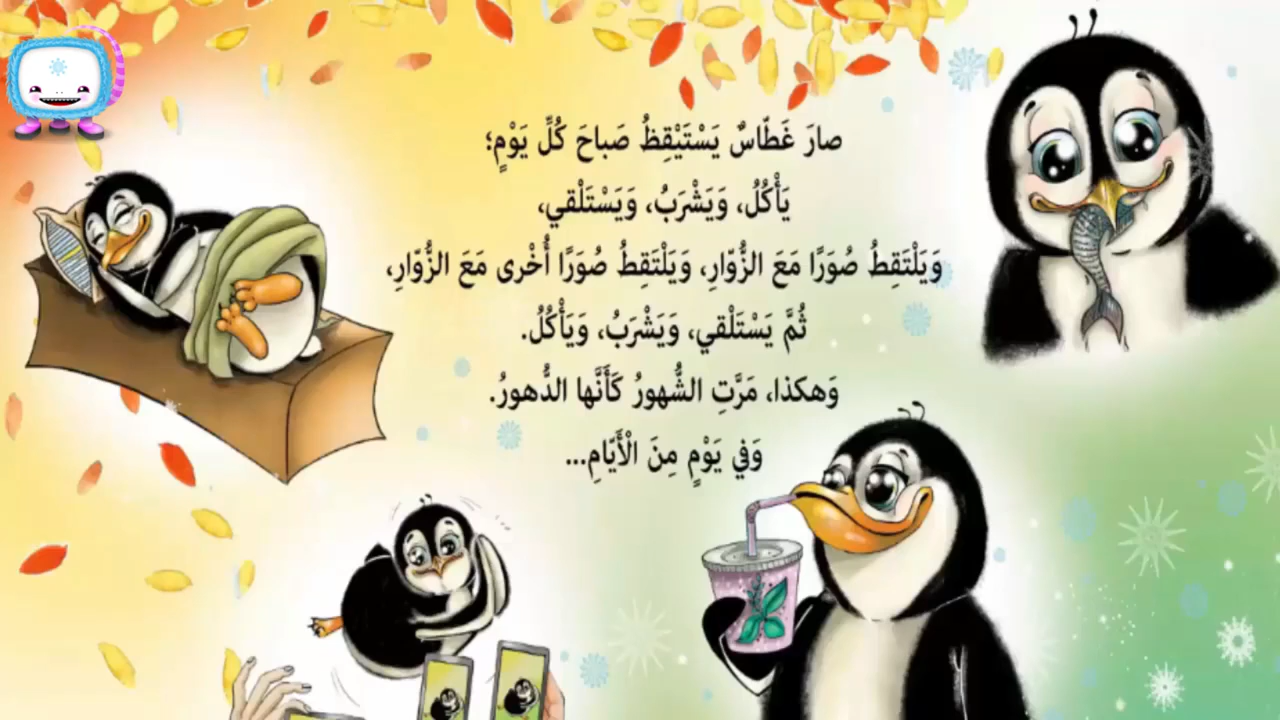 صارَ غَطّاسٌ يَسْتَيْقِظُ صَباحَ كُلِّ يَوْمٍ؛
يَأْكُلُ، وَيَشْرَبُ، وَيَسْتَلْقي،
وَيَلْتَقِطُ صُوَرًا مَعَ الزُّوّارِ، وَيَلْتَقِطُ صُوَرًا أُخْرى مَعَ الزُّوّارِ،
ثُمَّ يَسْتَلْقي، وَيَشْرَبُ، وَيَأْكُلُ.
وَهكذا، مَرَّتِ الشُّهورُ كَأَنَّها الدُّهورُ.
وَفي يَوْمٍ مِنَ الْأَيّامِ...